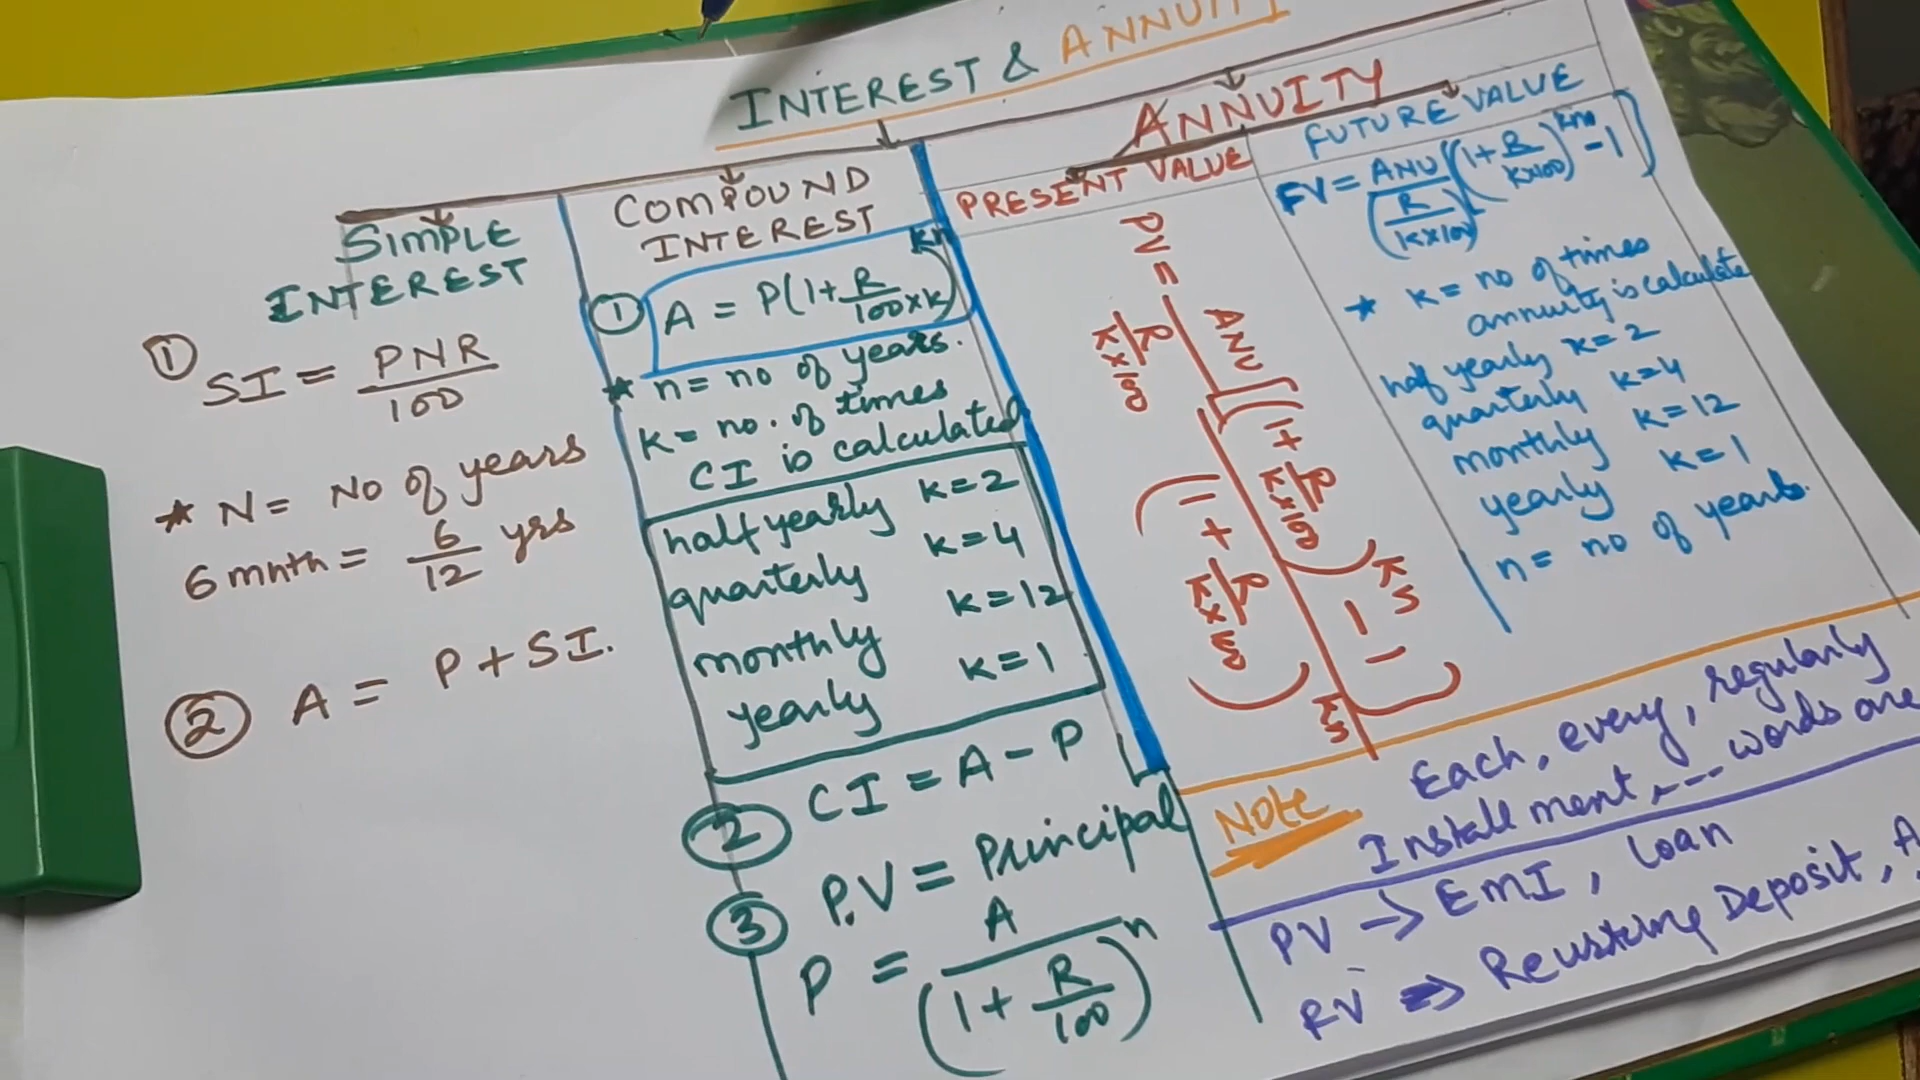 INTEREST & ANNUITY
SIMPLE
INTEREST
① SI = PNR/100
★ N = No of years
6 mnth = 6/12 yrs
② A = P + SI.
COMPOUND
INTEREST
① A = P(1 + R/100×k)^kn
★ n = no of years.
k = no. of times
CI is calculated
half yearly k = 2
quarterly k = 4
monthly k = 12
yearly k = 1
② CI = A - P
③ P.V = Principal
P = A/(1 + R/100)^n
ANNUITY
PRESENT VALUE
PV = ANU/(R/K×100) [((1 + R/K×100)^kn - 1)/(1 + R/K×100)^kn]
FUTURE VALUE
FV = ANU/(R/K×100) [(1 + R/K×100)^kn - 1]
★ k = no of times
annuity is calculate
half yearly k = 2
quarterly k = 4
monthly k = 12
yearly k = 1
n = no of years.
Note
Each, every, regularly
Installment, --- words are
PV → EMI, loan
RV ⇒ Deposit,